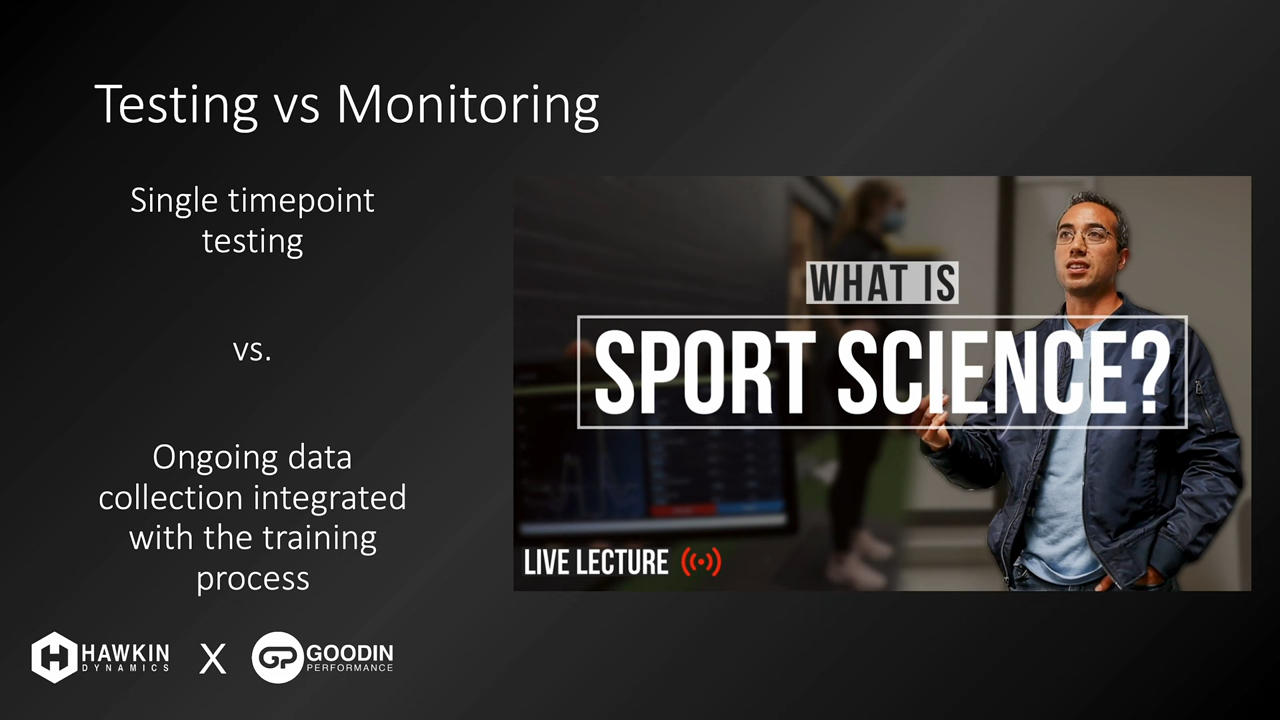 Testing vs Monitoring
Single timepoint
testing
vs.
Ongoing data
collection integrated
with the training
process
WHAT IS
SPORT SCIENCE?
LIVE LECTURE
HAWKIN
DYNAMICS
X
GP
GOODIN
PERFORMANCE